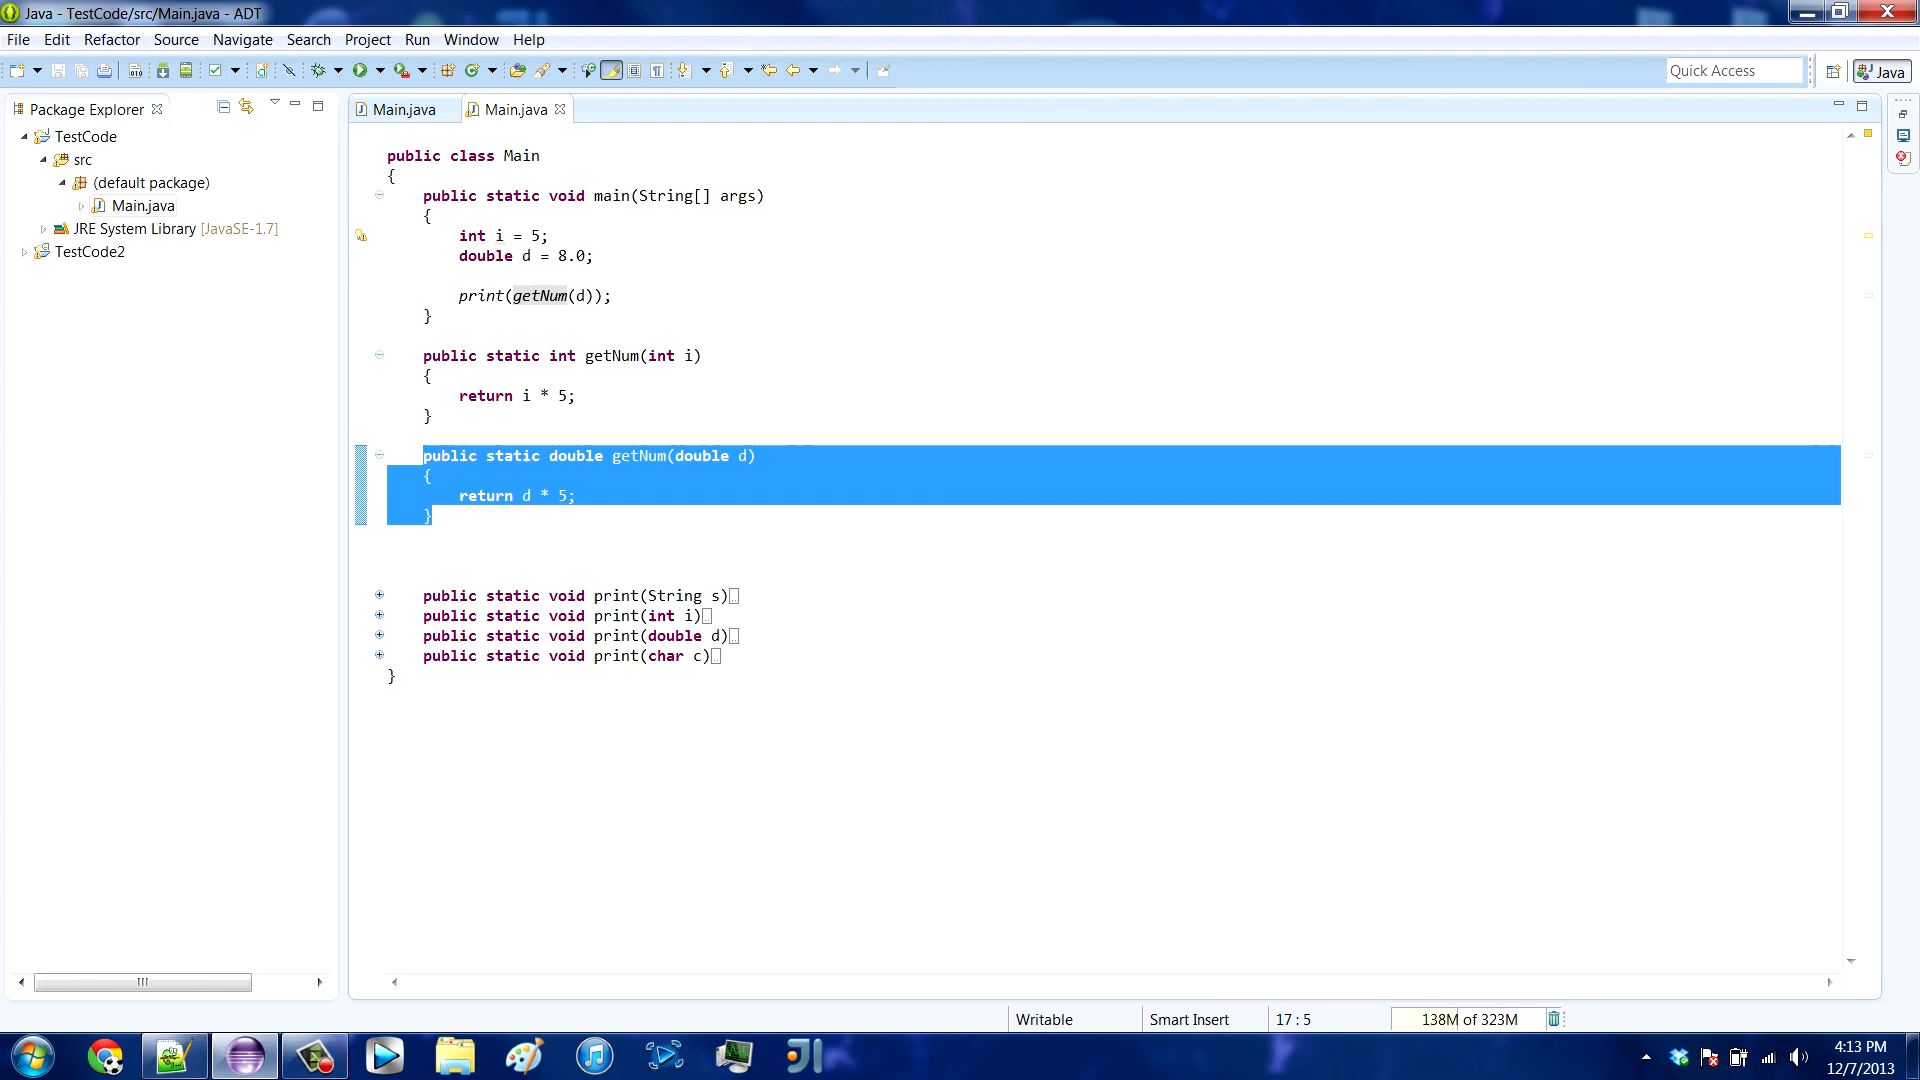 Java - TestCode/src/Main.java - ADT
File Edit Refactor Source Navigate Search Project Run Window Help
Quick Access
Java
Package Explorer
Main.java
Main.java
TestCode
src
(default package)
Main.java
JRE System Library [JavaSE-1.7]
TestCode2
public class Main
{
public static void main(String[] args)
{
int i = 5;
double d = 8.0;
print(getNum(d));
}
public static int getNum(int i)
{
return i * 5;
}
public static double getNum(double d)
{
return d * 5;
}
public static void print(String s)
public static void print(int i)
public static void print(double d)
public static void print(char c)
}
Writable
Smart Insert
17 : 5
138M of 323M
4:13 PM
12/7/2013